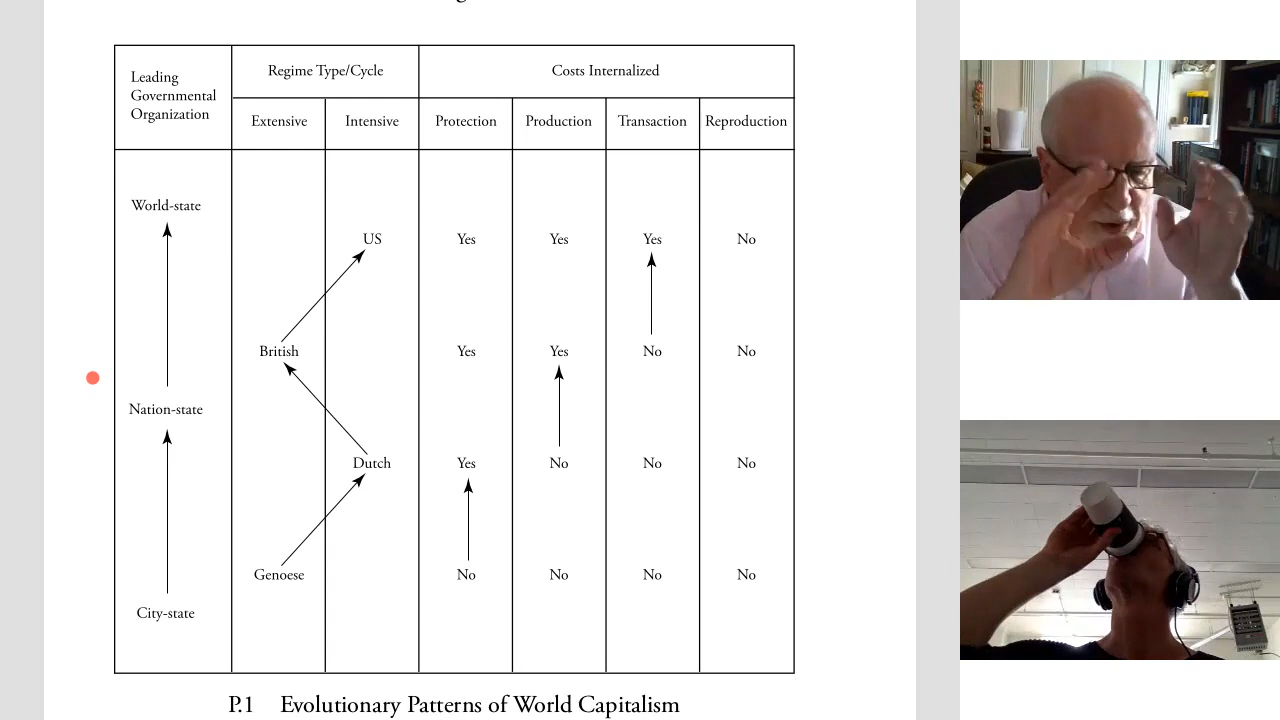 Leading
Governmental
Organization
Regime Type/Cycle
Costs Internalized
Extensive
Intensive
Protection
Production
Transaction
Reproduction
World-state
US
Yes
Yes
Yes
No
British
Yes
Yes
No
No
Nation-state
Dutch
Yes
No
No
No
Genoese
No
No
No
No
City-state
P.1 Evolutionary Patterns of World Capitalism